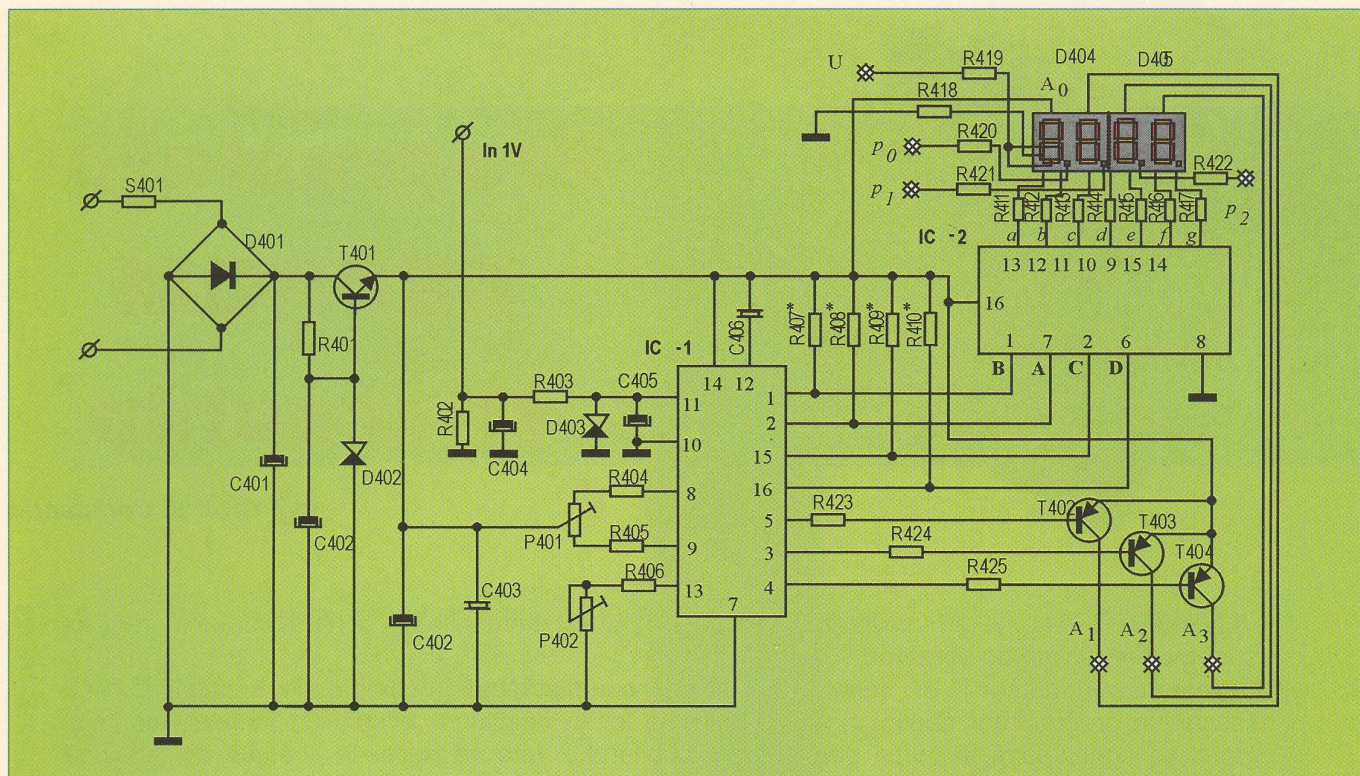 U
R419
D404
D405
R418
A0
In 1V
p0
R420
p1
R421
R422
p2
S401
D401
T401
R411
R412
R413
R414
R415
R416
R417
IC -2
a b c d e f g
13 12 11 10 9 15 14
16
1 7 2 6 8
B A C D
R401
C406
R407*
R408*
R409*
R410*
IC -1
14 12
R402
R403
C405
D403
C404
11
10
1
2
15
16
C401
D402
C402
R404
8
P401
R405
9
R406
13
P402
7
5
3
4
R423
R424
R425
T402
T403
T404
C403
C402
A1
A2
A3